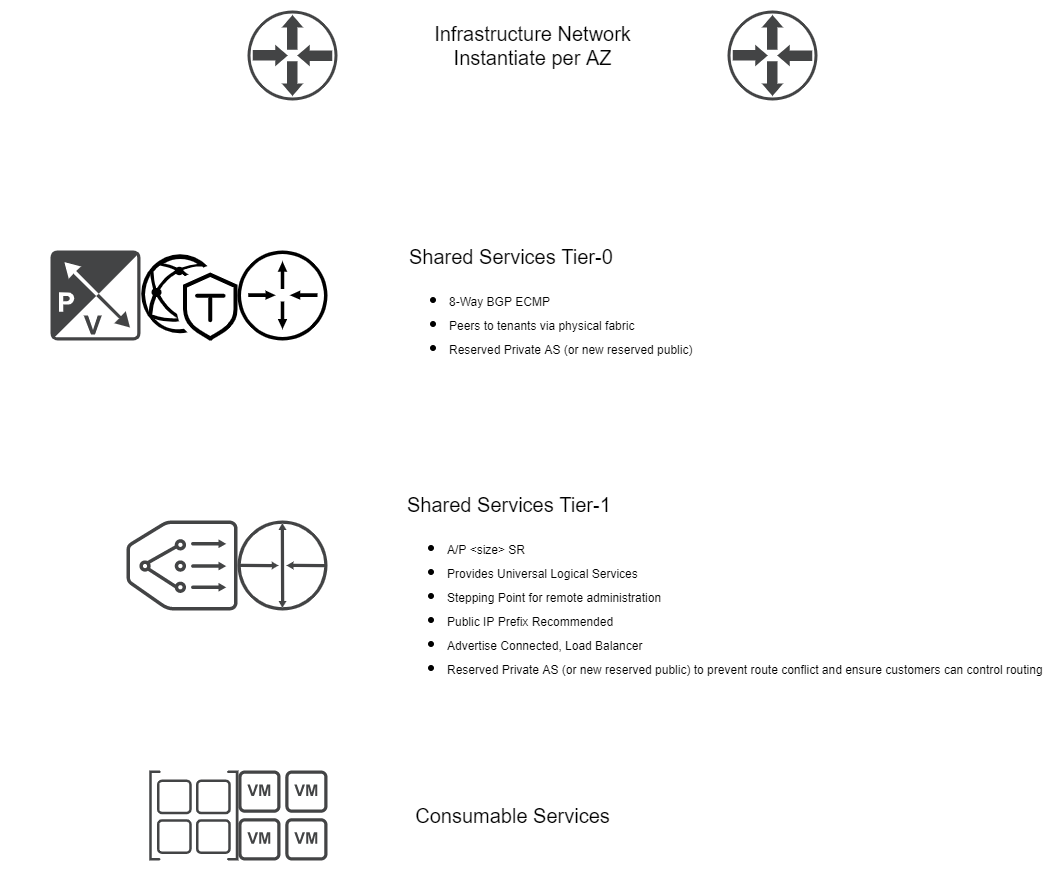 Infrastructure Network
Instantiate per AZ
Shared Services Tier-0
P
V
T
8-Way BGP ECMP
Peers to tenants via physical fabric
Reserved Private AS (or new reserved public)
Shared Services Tier-1
A/P <size> SR
Provides Universal Logical Services
Stepping Point for remote administration
Public IP Prefix Recommended
Advertise Connected, Load Balancer
Reserved Private AS (or new reserved public) to prevent route conflict and ensure customers can control routing
VM VM
VM VM
Consumable Services